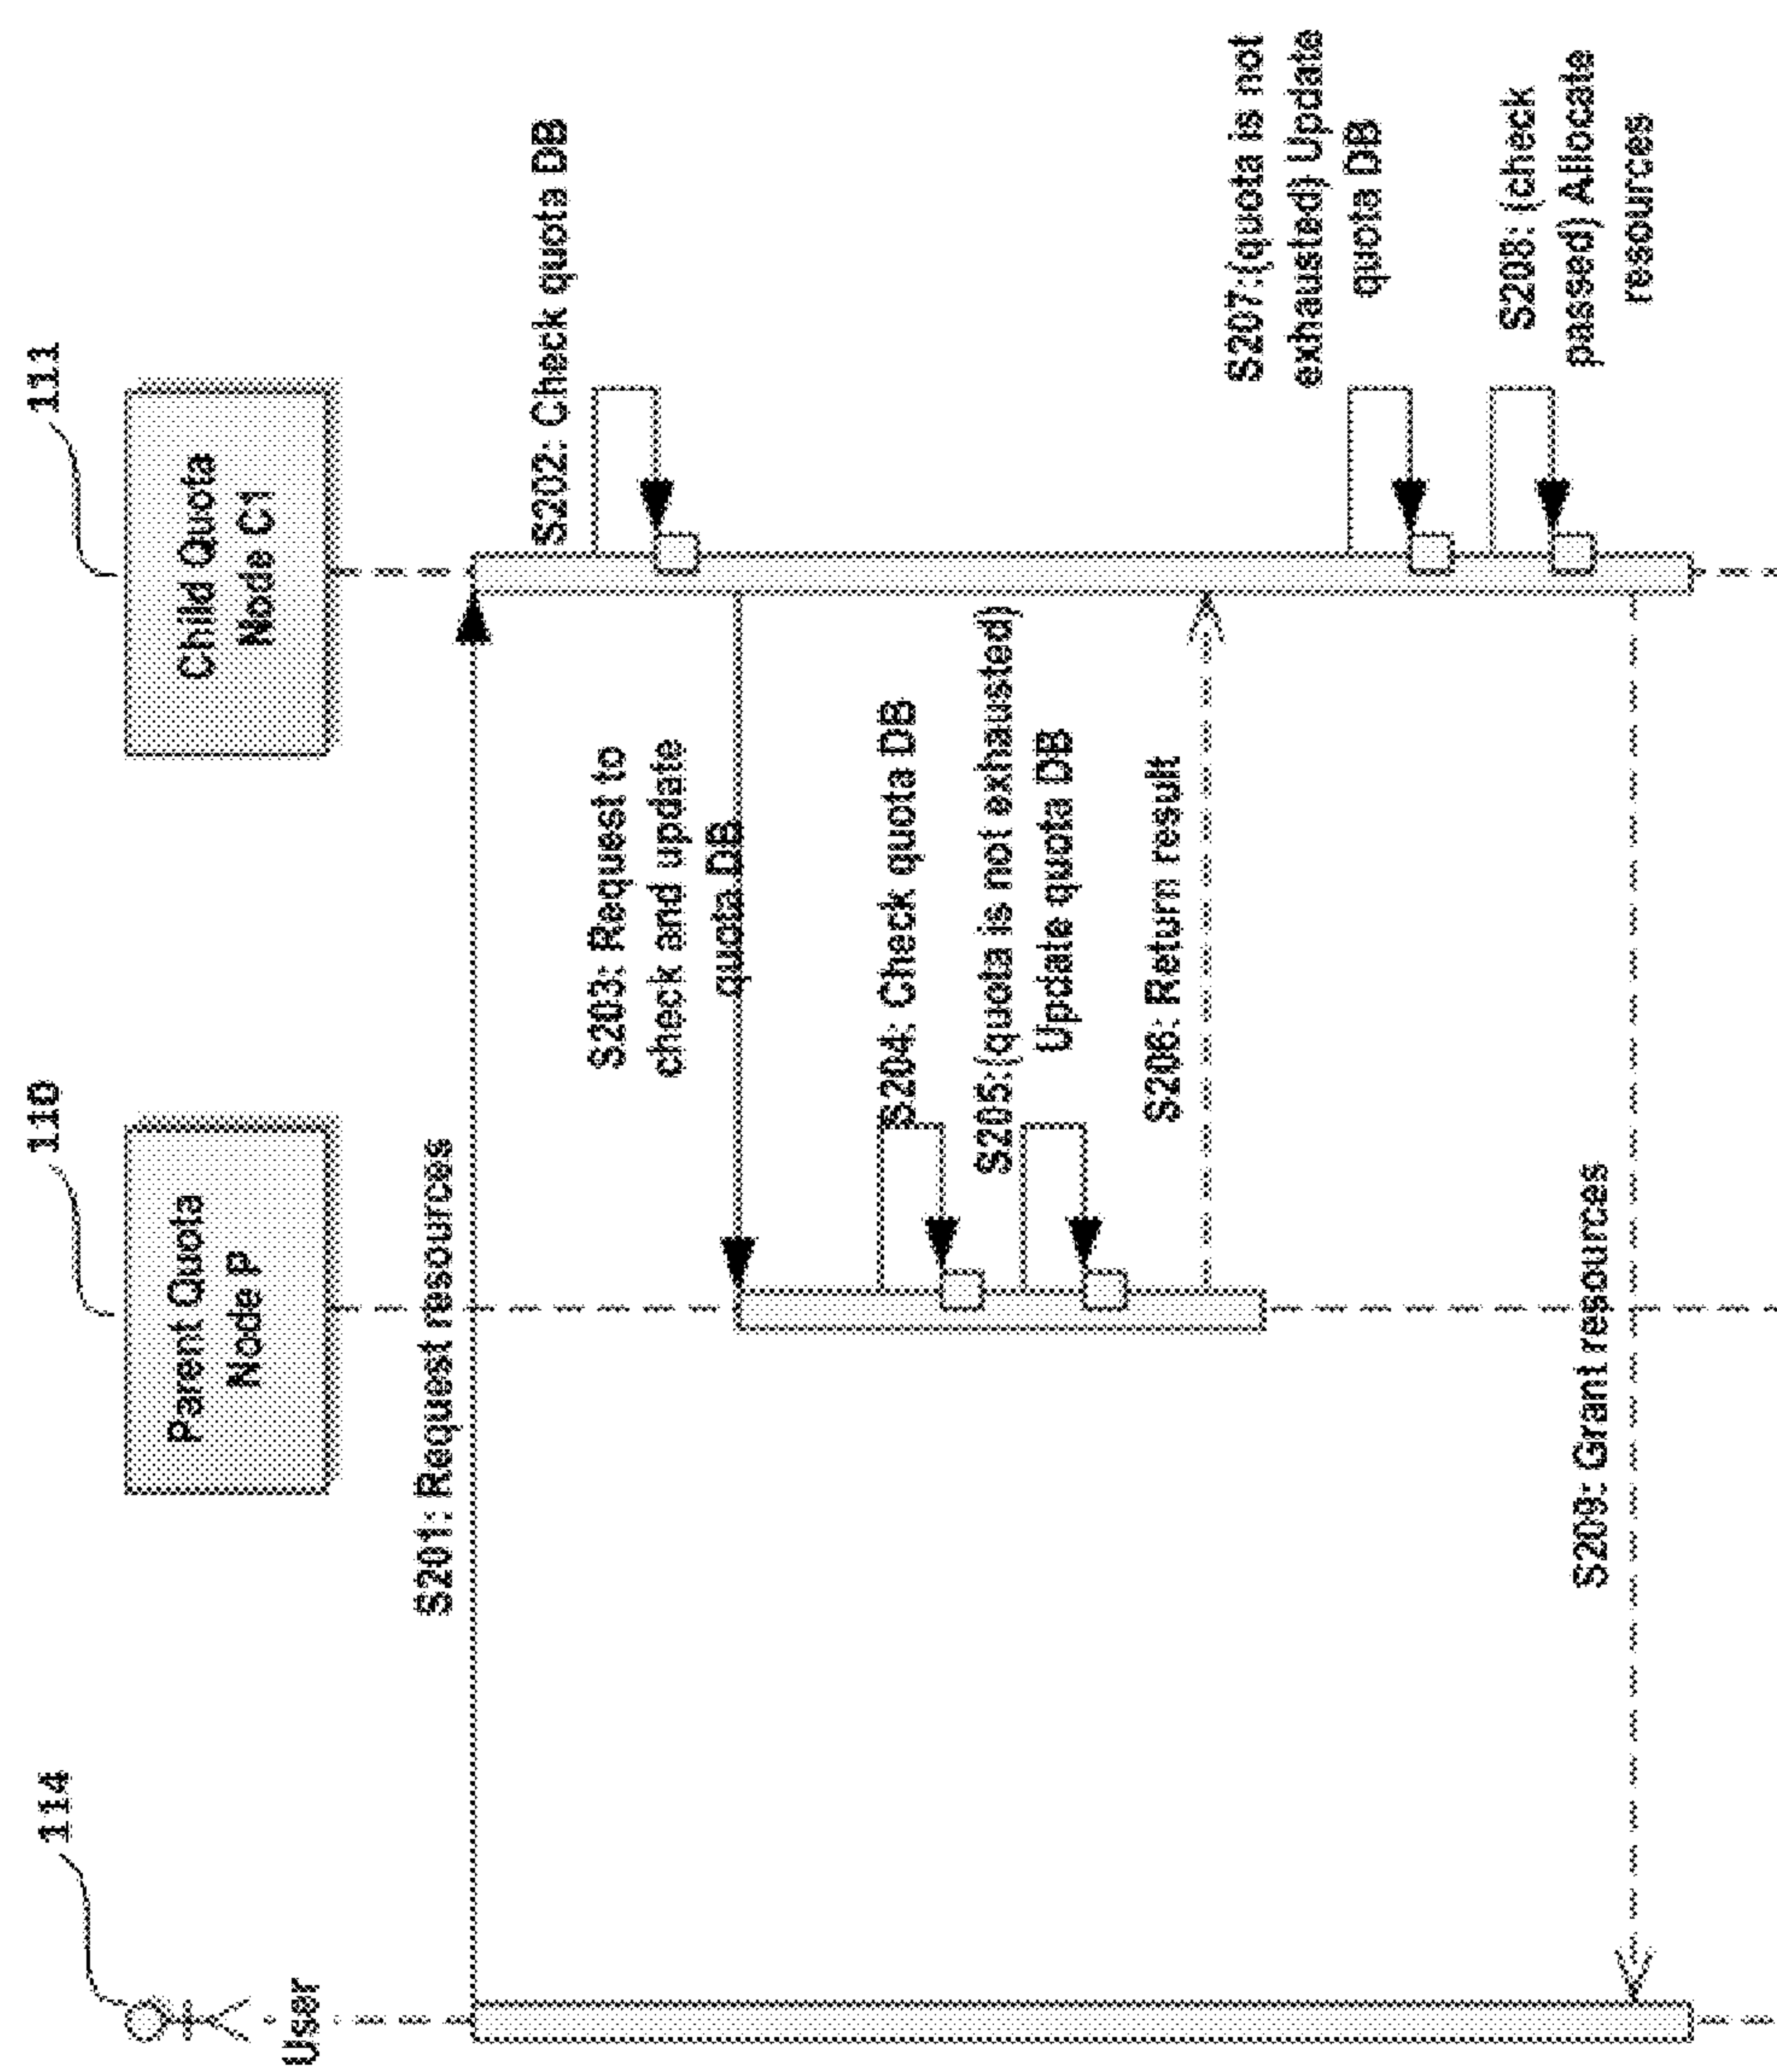 114
110
111
User
Parent Quota
Node P
Child Quota
Node C1
S201: Request resources
S202: Check quota DB
S203: Request to
check and update
quota DB
S204: Check quota DB
S205:(quota is not exhausted)
Update quota DB
S206: Return result
S207:(quota is not
exhausted) Update
quota DB
S208: (check
passed) Allocate
resources
S209: Grant resources